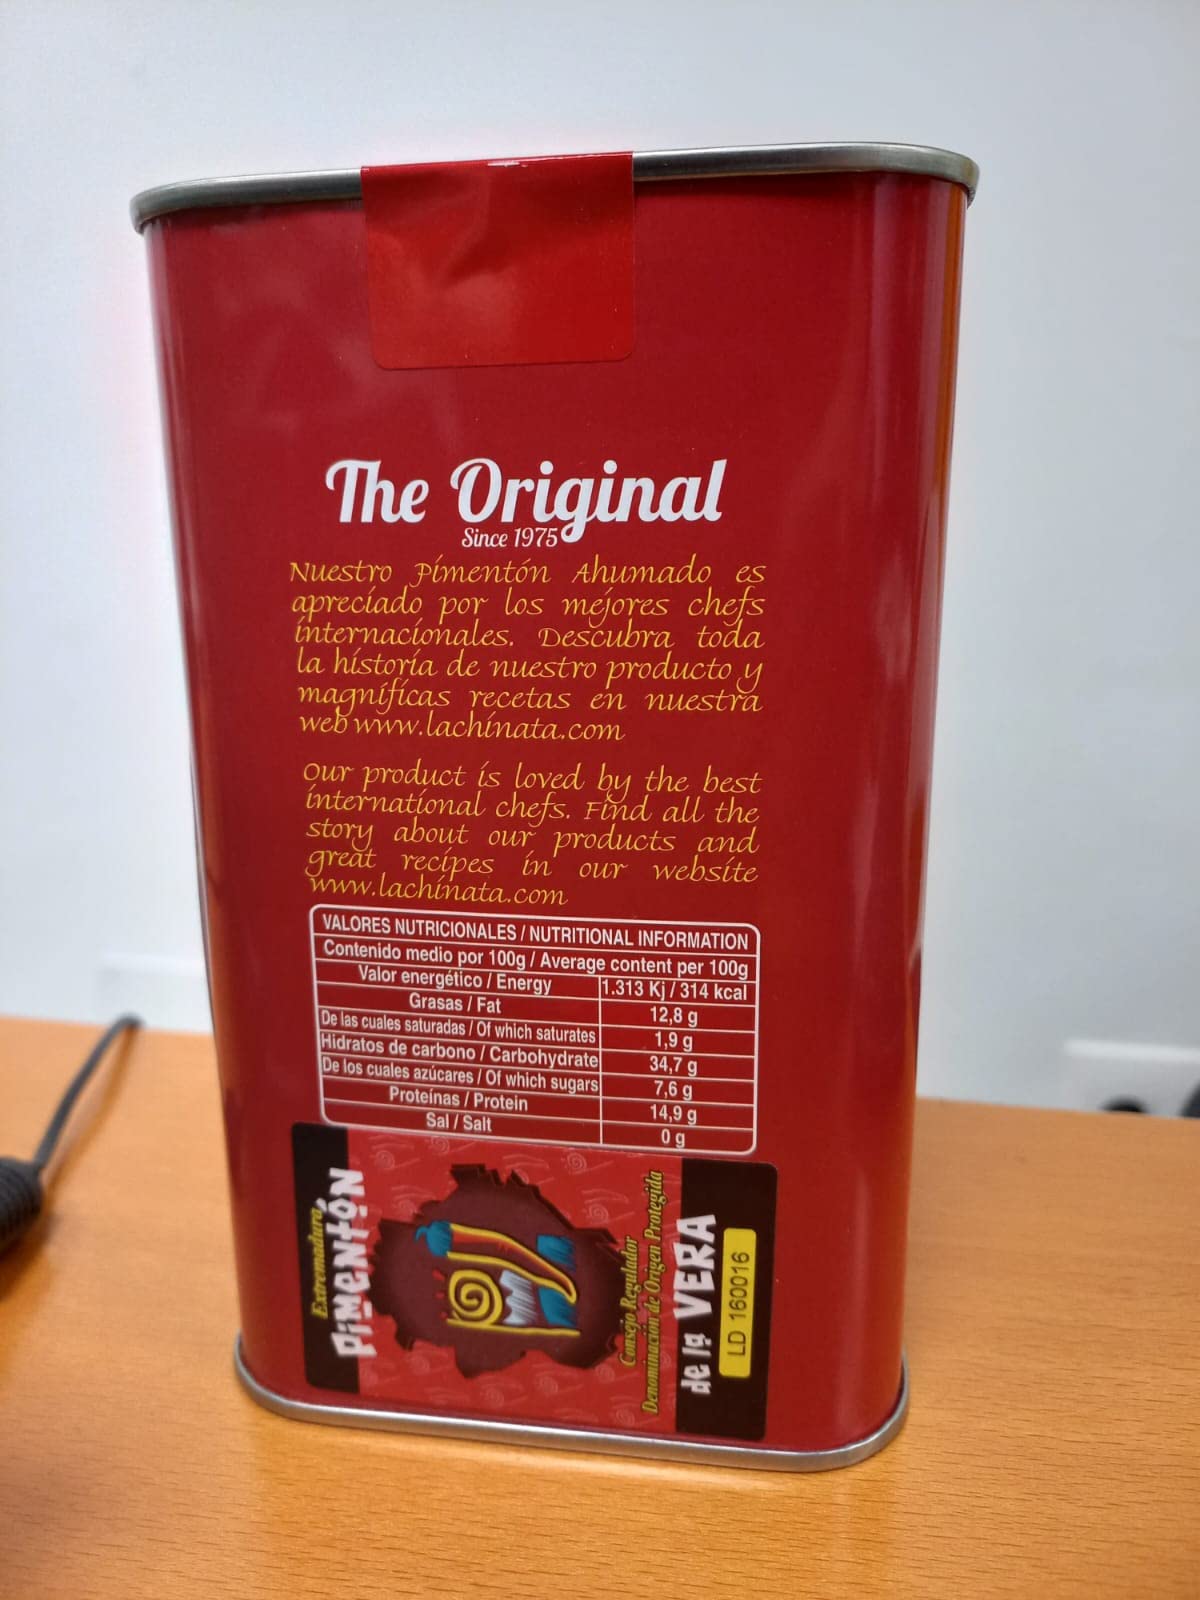 The Original
Since 1975
Nuestro Pimentón Ahumado es
apreciado por los mejores chefs
internacionales. Descubra toda
la historia de nuestro producto y
magníficas recetas en nuestra
web www.lachinata.com
Our product is loved by the best
international chefs. Find all the
story about our products and
great recipes in our website
www.lachinata.com
VALORES NUTRICIONALES / NUTRITIONAL INFORMATION
Contenido medio por 100g / Average content per 100g
Valor energético / Energy 1.313 Kj / 314 kcal
Grasas / Fat 12,8 g
De las cuales saturadas / Of which saturates 1,9 g
Hidratos de carbono / Carbohydrate 34,7 g
De los cuales azúcares / Of which sugars 7,6 g
Proteínas / Protein 14,9 g
Sal / Salt 0 g
Extremadura
PiMENtÓN
Consejo Regulador
Denominación de Origen Protegida
de la VERA
LD 160016